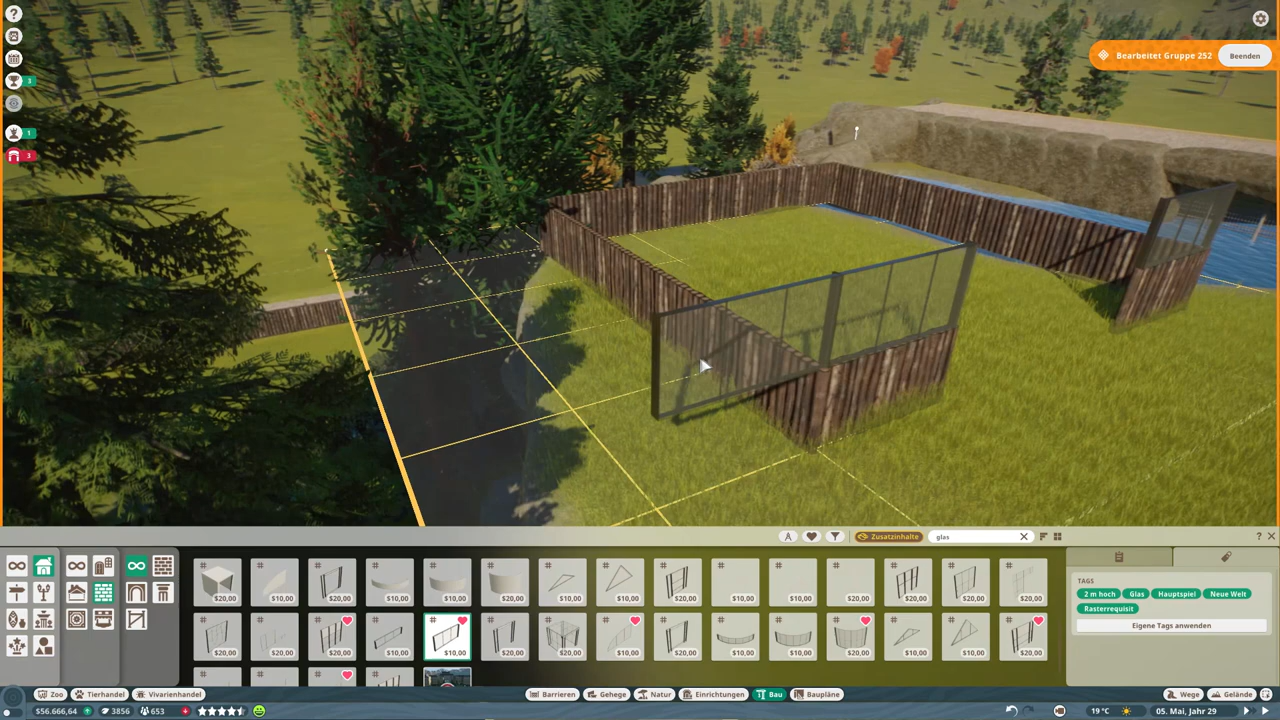 Bearbeitet Gruppe 252 Beenden
3
1
3
Zusatzinhalte glas
$20,00 $10,00 $20,00 $10,00 $10,00 $20,00 $10,00 $10,00 $20,00 $10,00 $10,00 $20,00 $20,00 $20,00 $20,00
$20,00 $20,00 $20,00 $10,00 $10,00 $20,00 $20,00 $10,00 $20,00 $10,00 $10,00 $20,00 $10,00 $10,00 $20,00
TAGS
2 m hoch Glas Hauptspiel Neue Welt
Rasterrequisit
Eigene Tags anwenden
Zoo Tierhandel Vivarienhandel Barrieren Gehege Natur Einrichtungen Bau Baupläne Wege Gelände
$56.666,64 3856 653 19 °C 05. Mai, Jahr 29